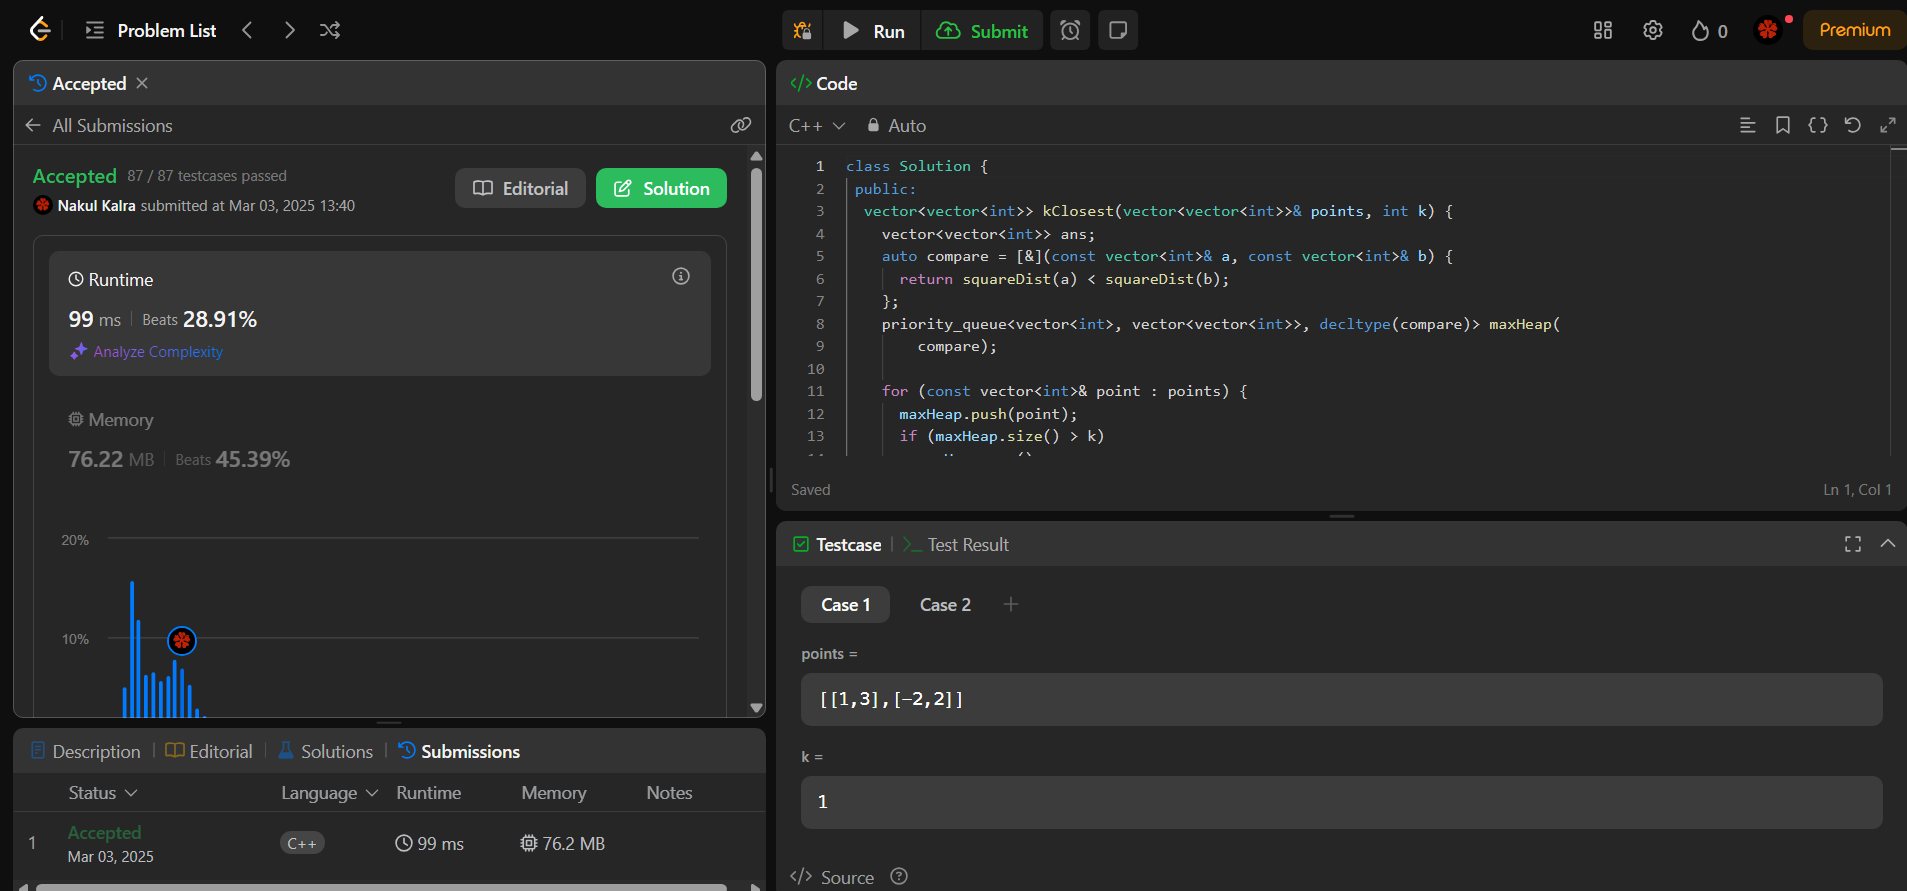 Problem List
Run
Submit
0
Premium
Accepted
All Submissions
Accepted 87 / 87 testcases passed
Nakul Kalra submitted at Mar 03, 2025 13:40
Editorial
Solution
Runtime
99 ms Beats 28.91%
Analyze Complexity
Memory
76.22 MB Beats 45.39%
20%
10%
Description
Editorial
Solutions
Submissions
Status Language Runtime Memory Notes
1 Accepted C++ 99 ms 76.2 MB
Mar 03, 2025
</> Code
C++ Auto
1 class Solution {
2 public:
3 vector<vector<int>> kClosest(vector<vector<int>>& points, int k) {
4 vector<vector<int>> ans;
5 auto compare = [&](const vector<int>& a, const vector<int>& b) {
6 return squareDist(a) < squareDist(b);
7 };
8 priority_queue<vector<int>, vector<vector<int>>, decltype(compare)> maxHeap(
9 compare);
10
11 for (const vector<int>& point : points) {
12 maxHeap.push(point);
13 if (maxHeap.size() > k)
Saved
Ln 1, Col 1
Testcase
>_ Test Result
Case 1
Case 2
+
points =
[[1,3],[-2,2]]
k =
1
</> Source